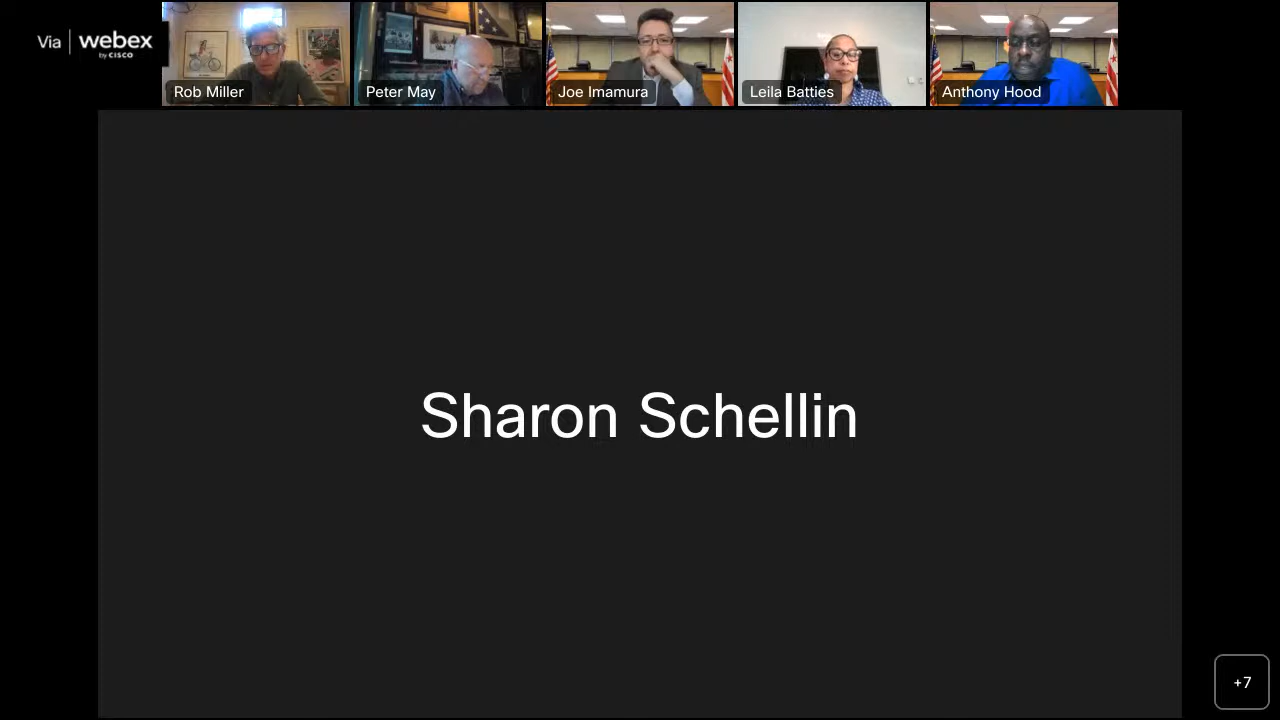 Via webex
by CISCO
Rob Miller
Peter May
Joe Imamura
Leila Batties
Anthony Hood
Sharon Schellin
+7